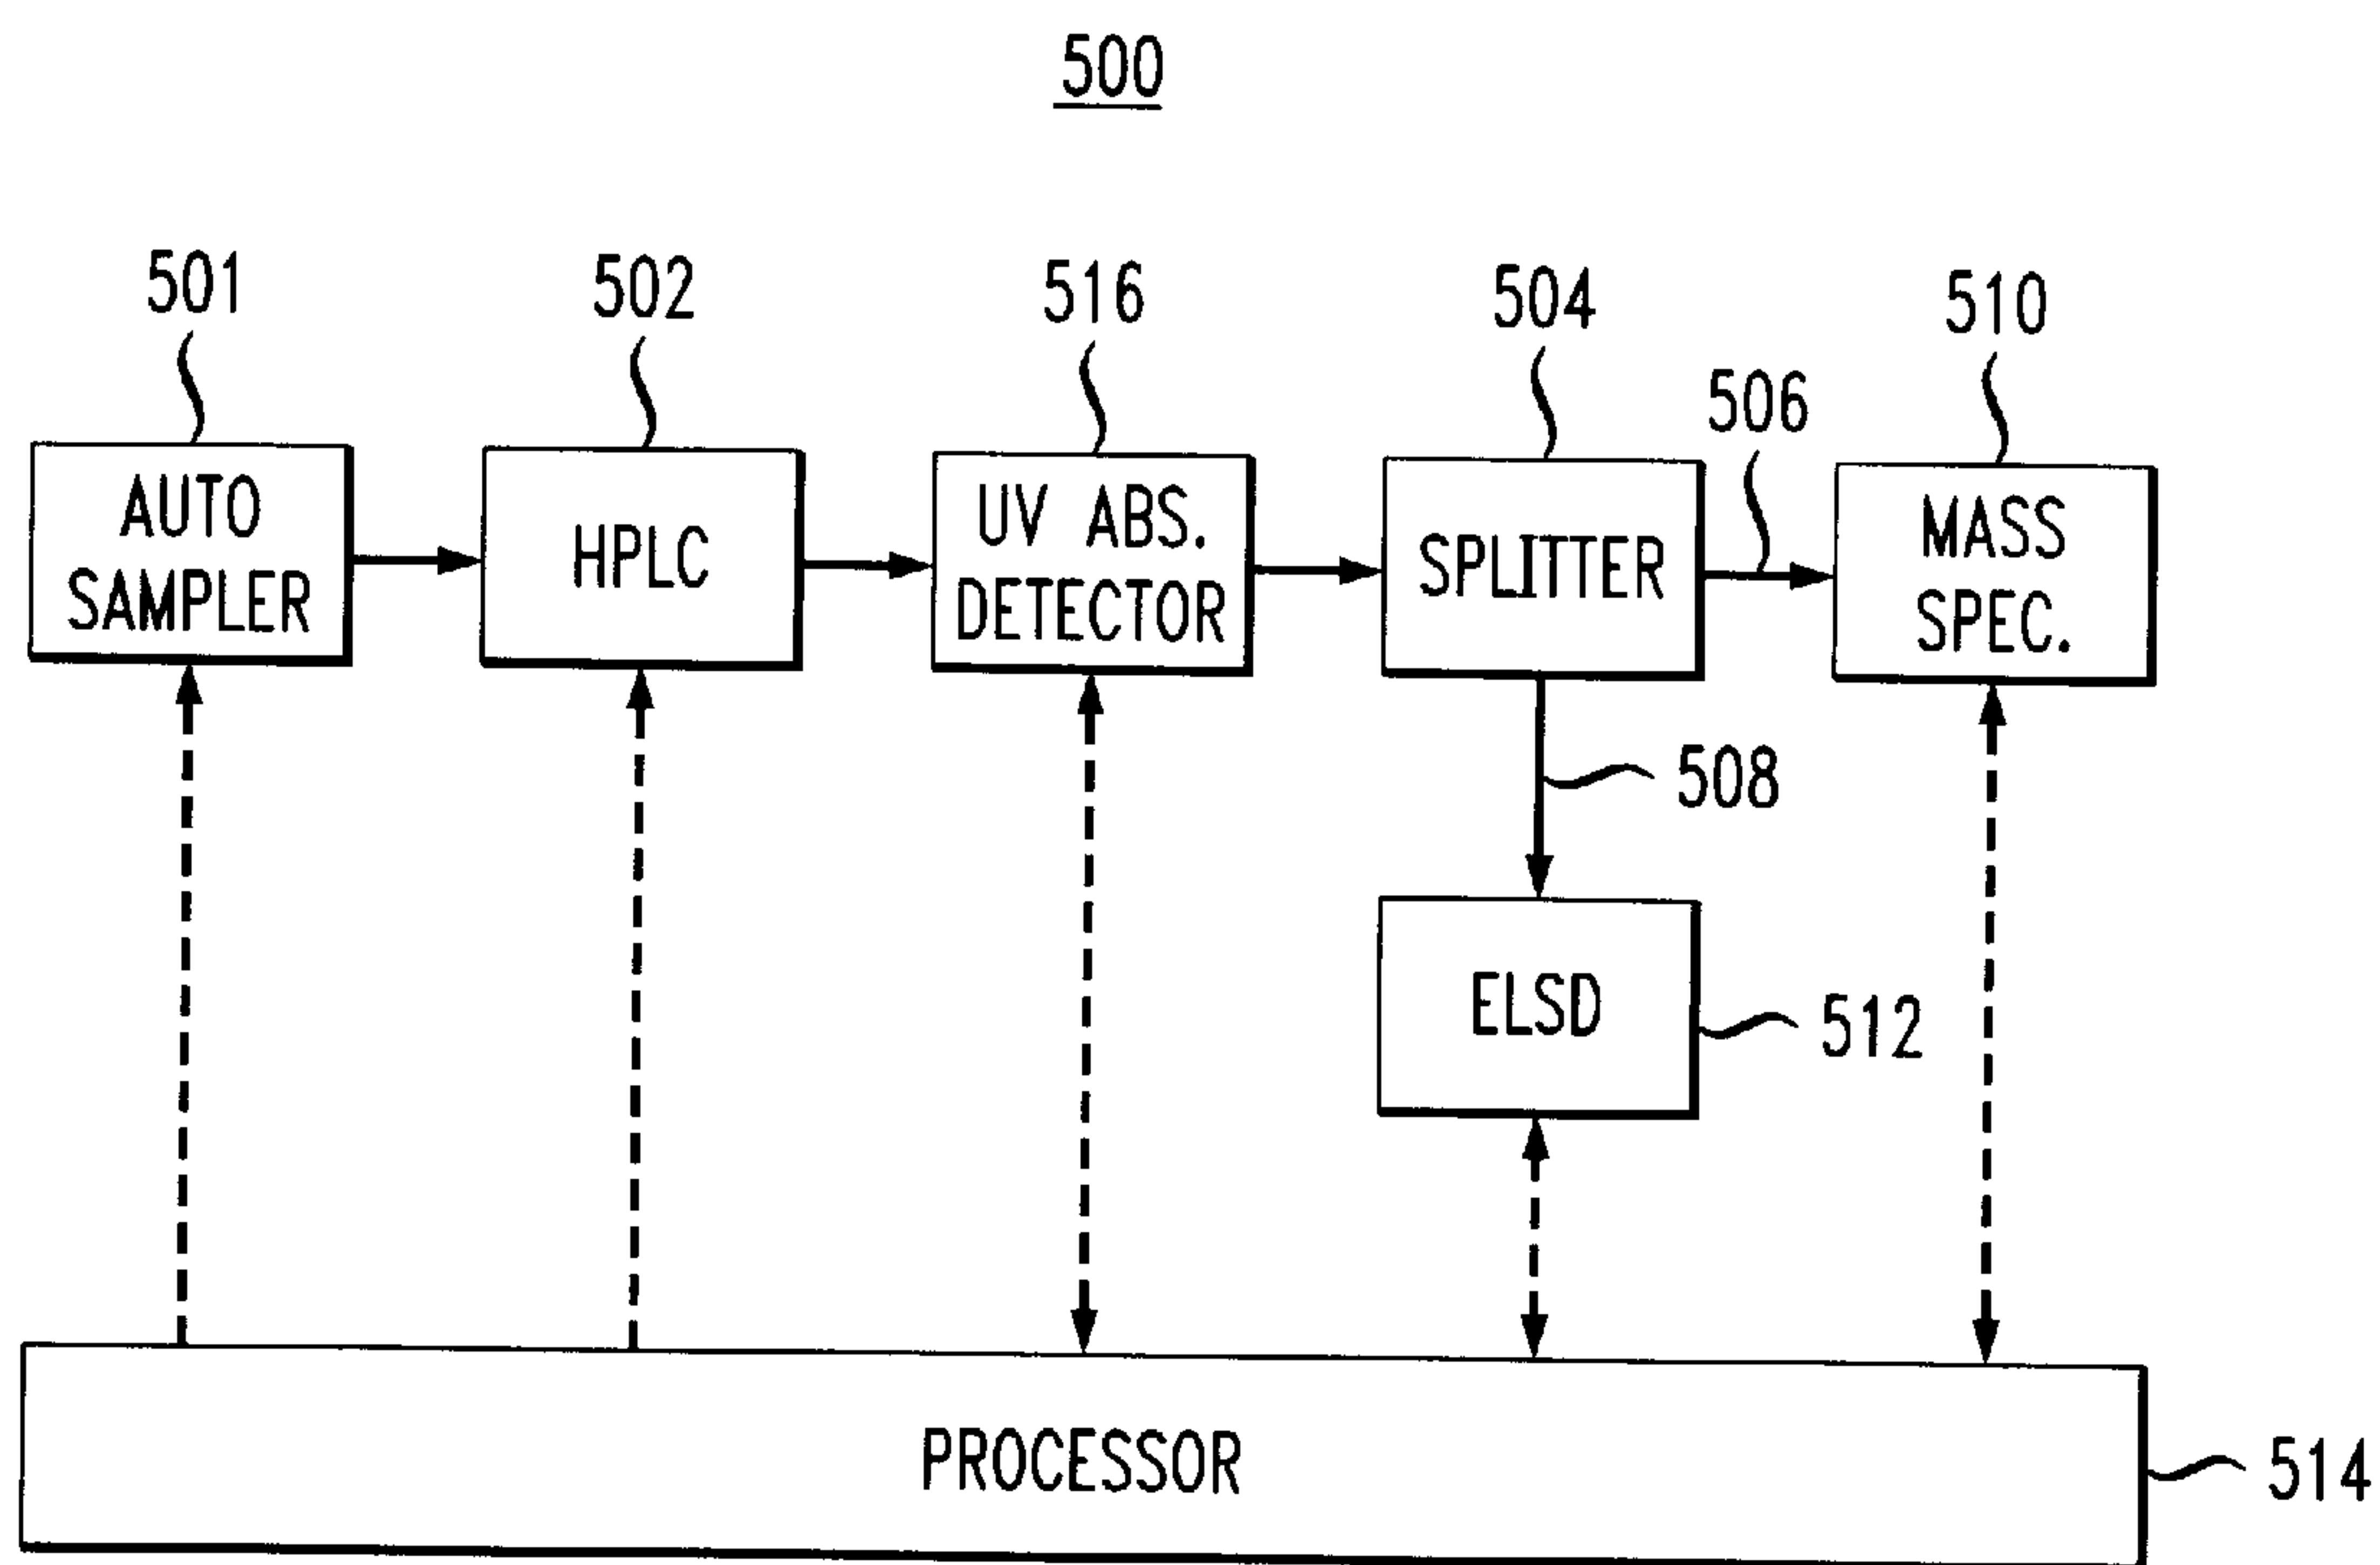 500
501
502
516
504
506
510
AUTO
SAMPLER
HPLC
UV ABS.
DETECTOR
SPLITTER
MASS
SPEC.
508
ELSD
512
PROCESSOR
514